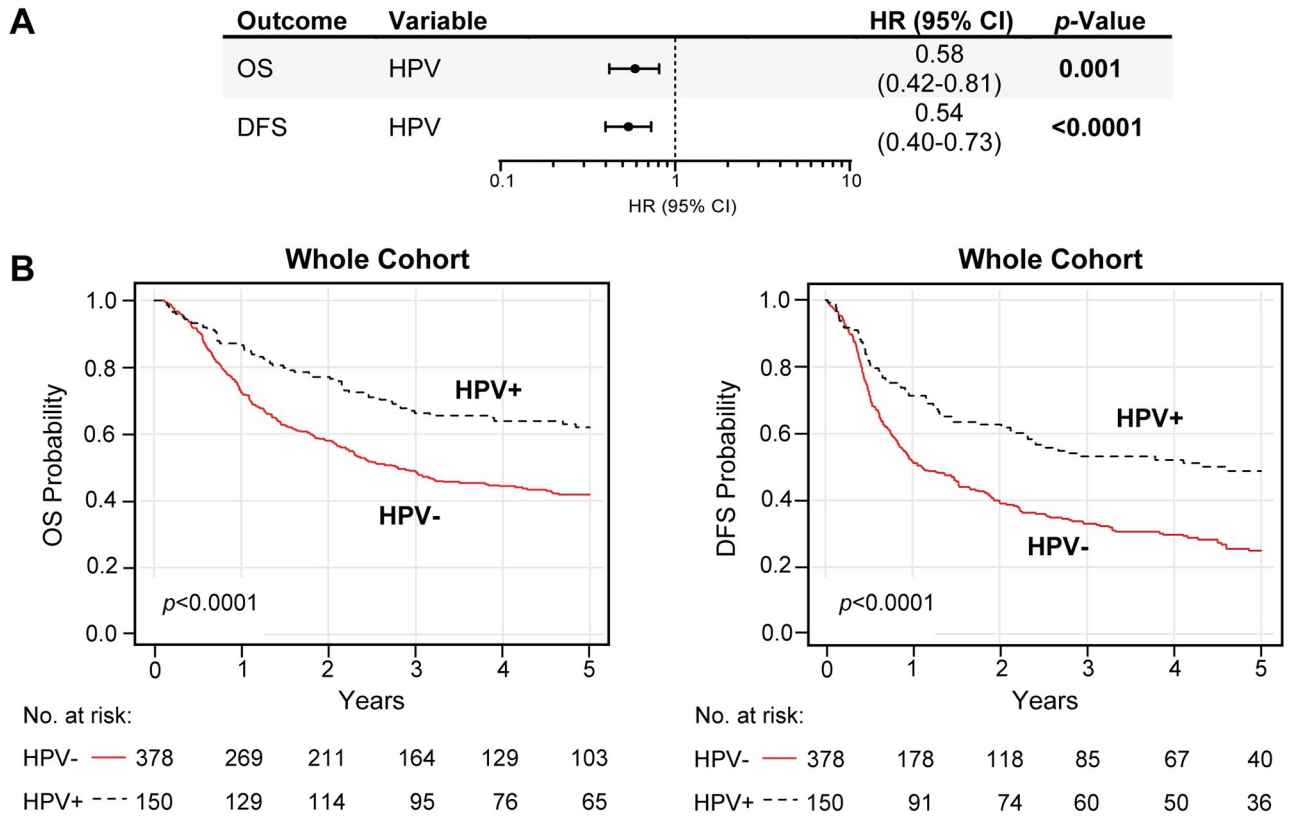 A
Outcome Variable HR (95% CI) p-Value
OS HPV 0.58 (0.42-0.81) 0.001
DFS HPV 0.54 (0.40-0.73) <0.0001
0.1 1 10
HR (95% CI)
B
Whole Cohort
OS Probability
1.0
0.8
0.6
0.4
0.2
0.0
HPV+
HPV-
p<0.0001
0 1 2 3 4 5
Years
No. at risk:
HPV- 378 269 211 164 129 103
HPV+ 150 129 114 95 76 65
Whole Cohort
DFS Probability
1.0
0.8
0.6
0.4
0.2
0.0
HPV+
HPV-
p<0.0001
0 1 2 3 4 5
Years
No. at risk:
HPV- 378 178 118 85 67 40
HPV+ 150 91 74 60 50 36